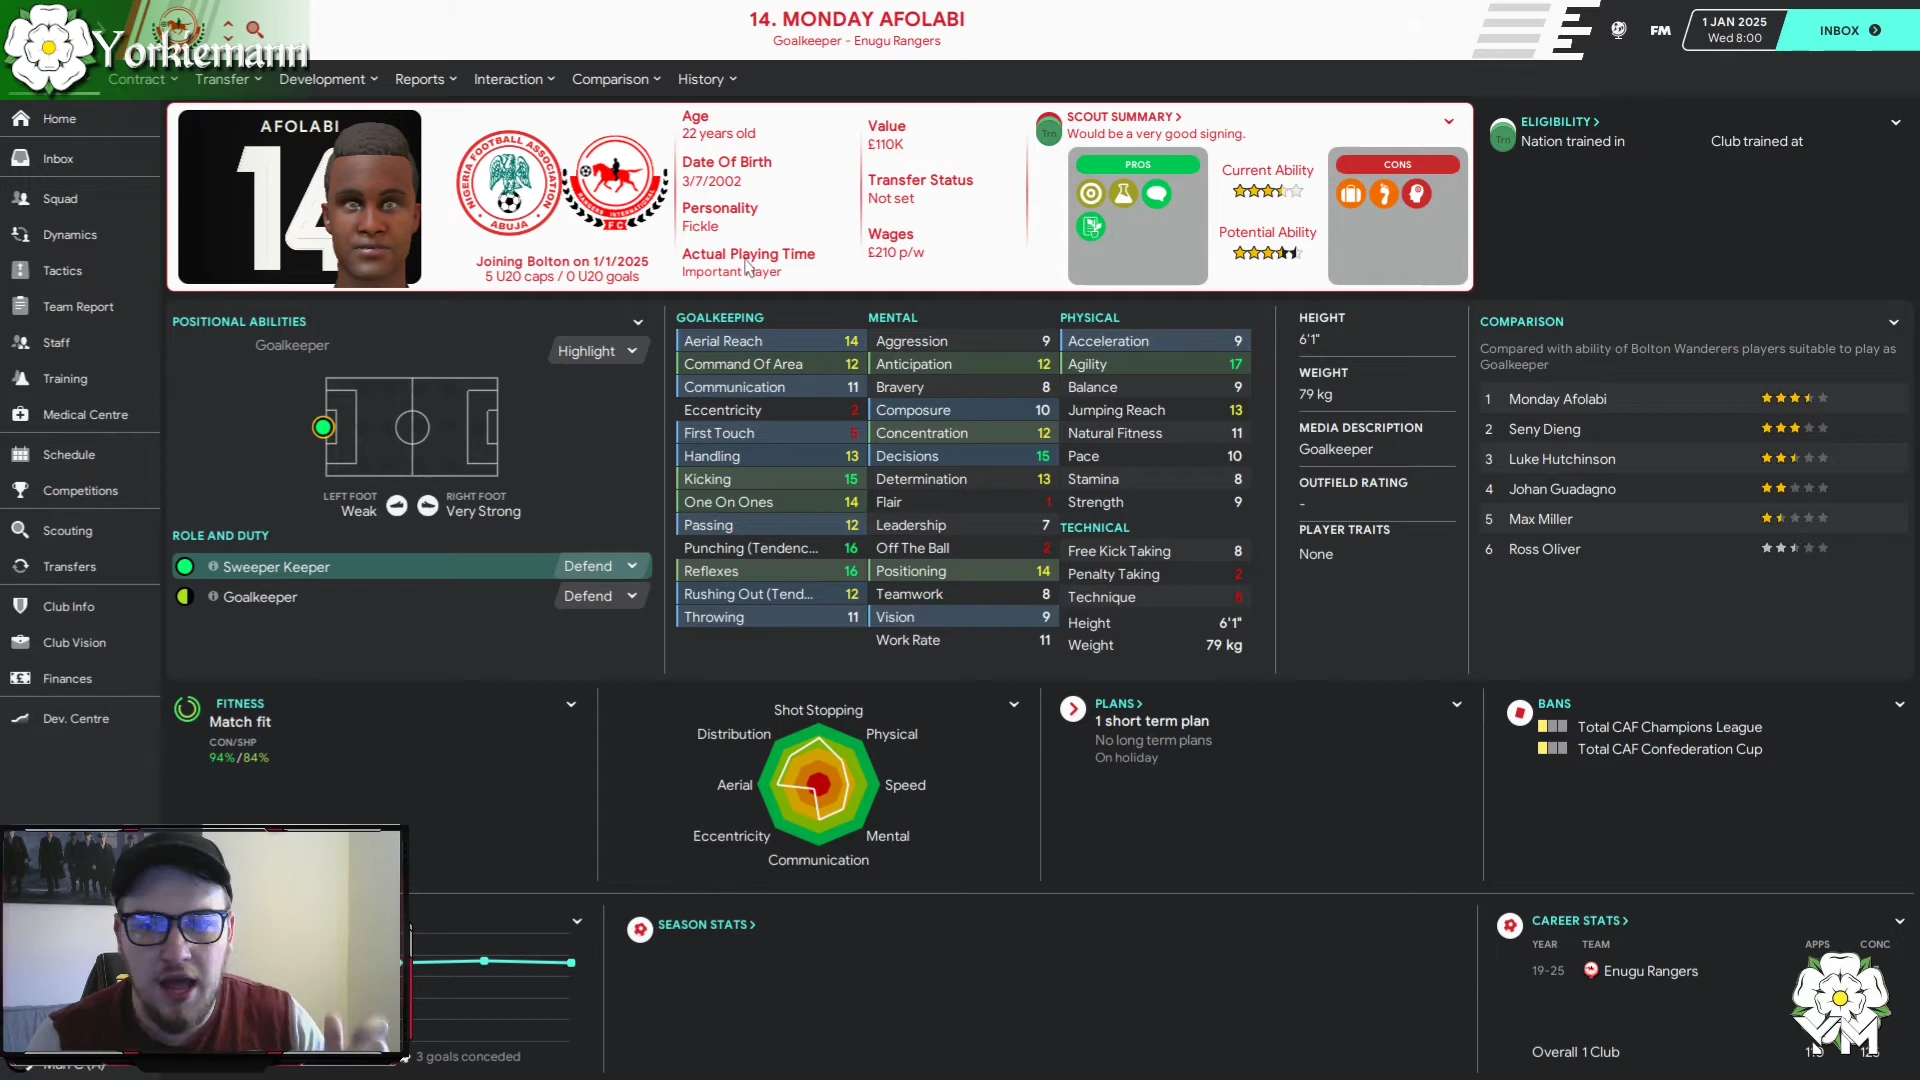 Yorkiemann
14. MONDAY AFOLABI
Goalkeeper - Enugu Rangers
FM
1 JAN 2025
Wed 8:00
INBOX
Contract
Transfer
Development
Reports
Interaction
Comparison
History
Home
Inbox
Squad
Dynamics
Tactics
Team Report
Staff
Training
Medical Centre
Schedule
Competitions
Scouting
Transfers
Club Info
Club Vision
Finances
Dev. Centre
AFOLABI
14
NIGERIA FOOTBALL ASSOCIATION
ABUJA
RANGERS INTERNATIONAL
FC
Joining Bolton on 1/1/2025
5 U20 caps / 0 U20 goals
Age
22 years old
Date Of Birth
3/7/2002
Personality
Fickle
Actual Playing Time
Important Player
Value
£110K
Transfer Status
Not set
Wages
£210 p/w
Trn
SCOUT SUMMARY >
Would be a very good signing.
PROS
Current Ability
Potential Ability
CONS
Trn
ELIGIBILITY >
Nation trained in
Club trained at
POSITIONAL ABILITIES
Goalkeeper
Highlight
LEFT FOOT
Weak
RIGHT FOOT
Very Strong
ROLE AND DUTY
Sweeper Keeper Defend
Goalkeeper Defend
GOALKEEPING
Aerial Reach 14
Command Of Area 12
Communication 11
Eccentricity 2
First Touch 5
Handling 13
Kicking 15
One On Ones 14
Passing 12
Punching (Tendenc... 16
Reflexes 16
Rushing Out (Tend... 12
Throwing 11
MENTAL
Aggression 9
Anticipation 12
Bravery 8
Composure 10
Concentration 12
Decisions 15
Determination 13
Flair 1
Leadership 7
Off The Ball 2
Positioning 14
Teamwork 8
Vision 9
Work Rate 11
PHYSICAL
Acceleration 9
Agility 17
Balance 9
Jumping Reach 13
Natural Fitness 11
Pace 10
Stamina 8
Strength 9
TECHNICAL
Free Kick Taking 8
Penalty Taking 2
Technique 5
Height 6'1"
Weight 79 kg
HEIGHT
6'1"
WEIGHT
79 kg
MEDIA DESCRIPTION
Goalkeeper
OUTFIELD RATING
-
PLAYER TRAITS
None
COMPARISON
Compared with ability of Bolton Wanderers players suitable to play as
Goalkeeper
1 Monday Afolabi
2 Seny Dieng
3 Luke Hutchinson
4 Johan Guadagno
5 Max Miller
6 Ross Oliver
FITNESS
Match fit
CON/SHP
94%/84%
Shot Stopping
Distribution
Physical
Aerial
Speed
Eccentricity
Mental
Communication
PLANS >
1 short term plan
No long term plans
On holiday
BANS
Total CAF Champions League
Total CAF Confederation Cup
3 goals conceded
SEASON STATS >
CAREER STATS >
YEAR TEAM APPS CONC
19-25 Enugu Rangers
Overall 1 Club
YM